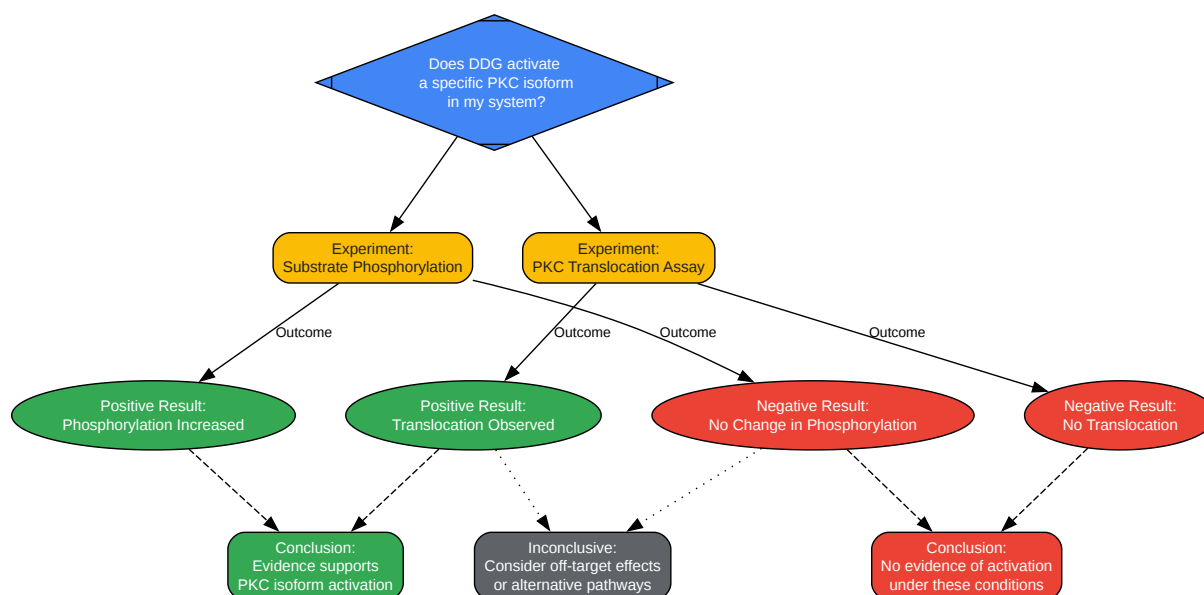 Does DDG activate
a specific PKC isoform
in my system?
Experiment:
Substrate Phosphorylation
Experiment:
PKC Translocation Assay
Outcome
Outcome
Outcome
Outcome
Positive Result:
Phosphorylation Increased
Positive Result:
Translocation Observed
Negative Result:
No Change in Phosphorylation
Negative Result:
No Translocation
Conclusion:
Evidence supports
PKC isoform activation
Inconclusive:
Consider off-target effects
or alternative pathways
Conclusion:
No evidence of activation
under these conditions